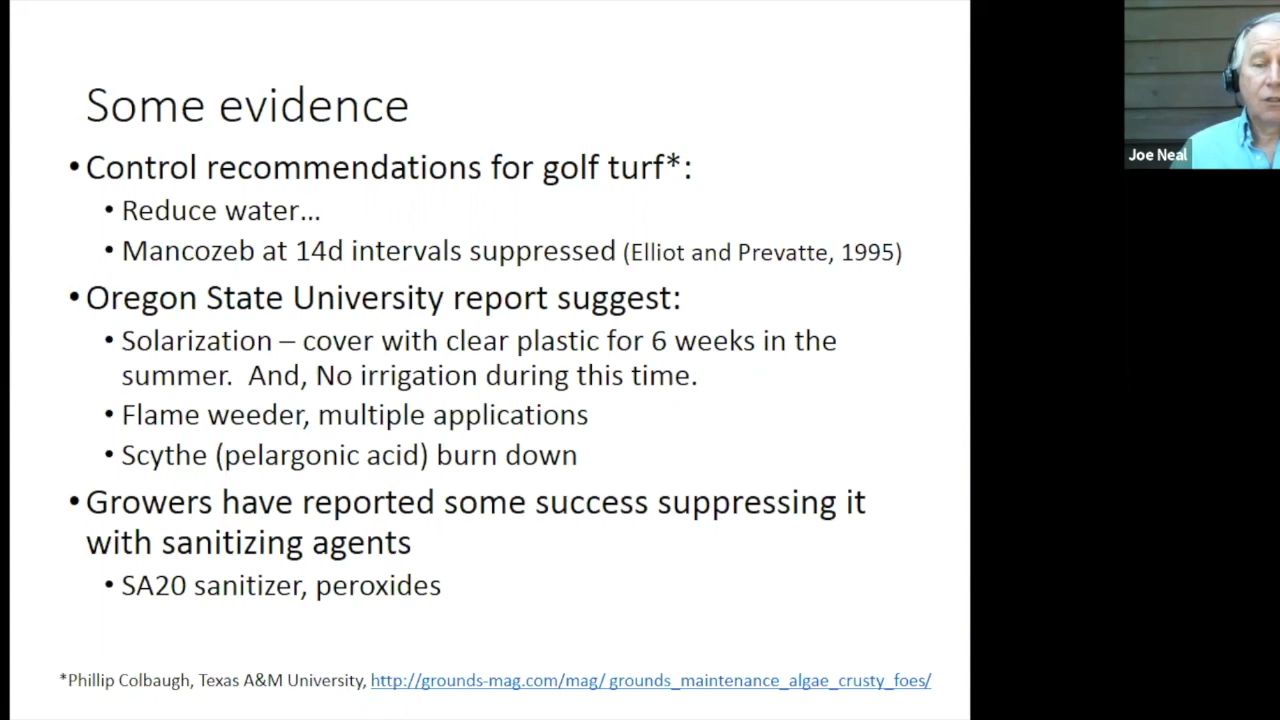 Some evidence
• Control recommendations for golf turf*:
• Reduce water…
• Mancozeb at 14d intervals suppressed (Elliot and Prevatte, 1995)
• Oregon State University report suggest:
• Solarization – cover with clear plastic for 6 weeks in the
summer.  And, No irrigation during this time.
• Flame weeder, multiple applications
• Scythe (pelargonic acid) burn down
• Growers have reported some success suppressing it
with sanitizing agents
• SA20 sanitizer, peroxides
*Phillip Colbaugh, Texas A&M University, http://grounds-mag.com/mag/ grounds_maintenance_algae_crusty_foes/
Joe Neal